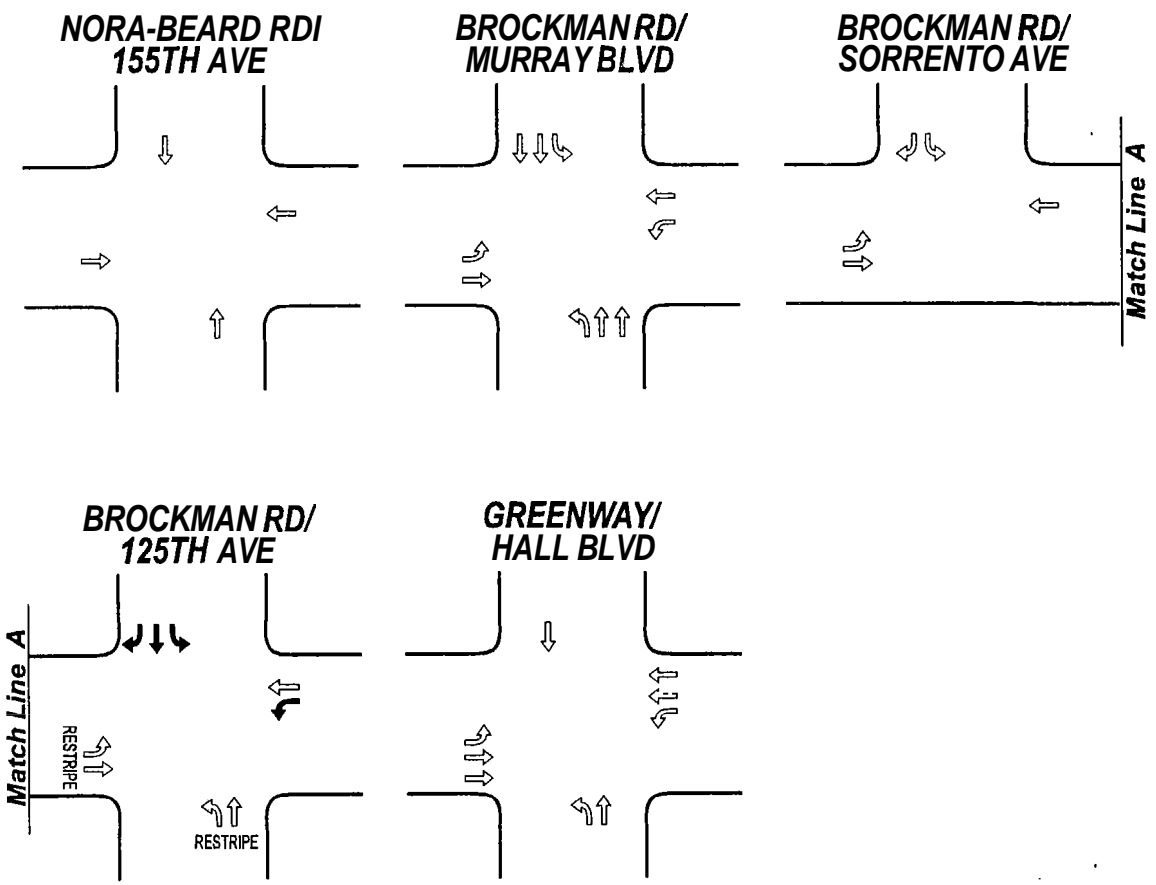 NORA-BEARD RDI
155TH AVE
BROCKMAN RD/
MURRAY BLVD
BROCKMAN RD/
SORRENTO AVE
Match Line A
BROCKMAN RD/
125TH AVE
GREENWAY/
HALL BLVD
Match Line A
RESTRIPE
RESTRIPE